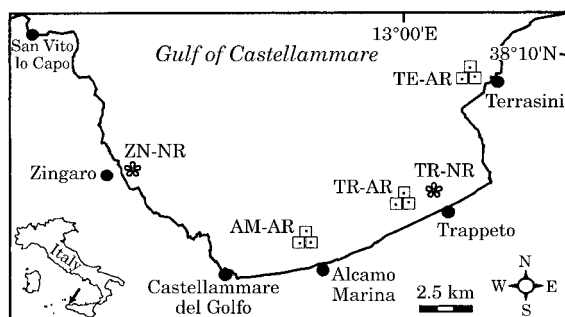 13°00'E
San Vito
lo Capo
Gulf of Castellammare
38°10'N
TE-AR
Terrasini
ZN-NR
Zingaro
TR-AR
TR-NR
Trappeto
AM-AR
Italy
Castellammare
del Golfo
Alcamo
Marina
2.5 km
N
W
E
S